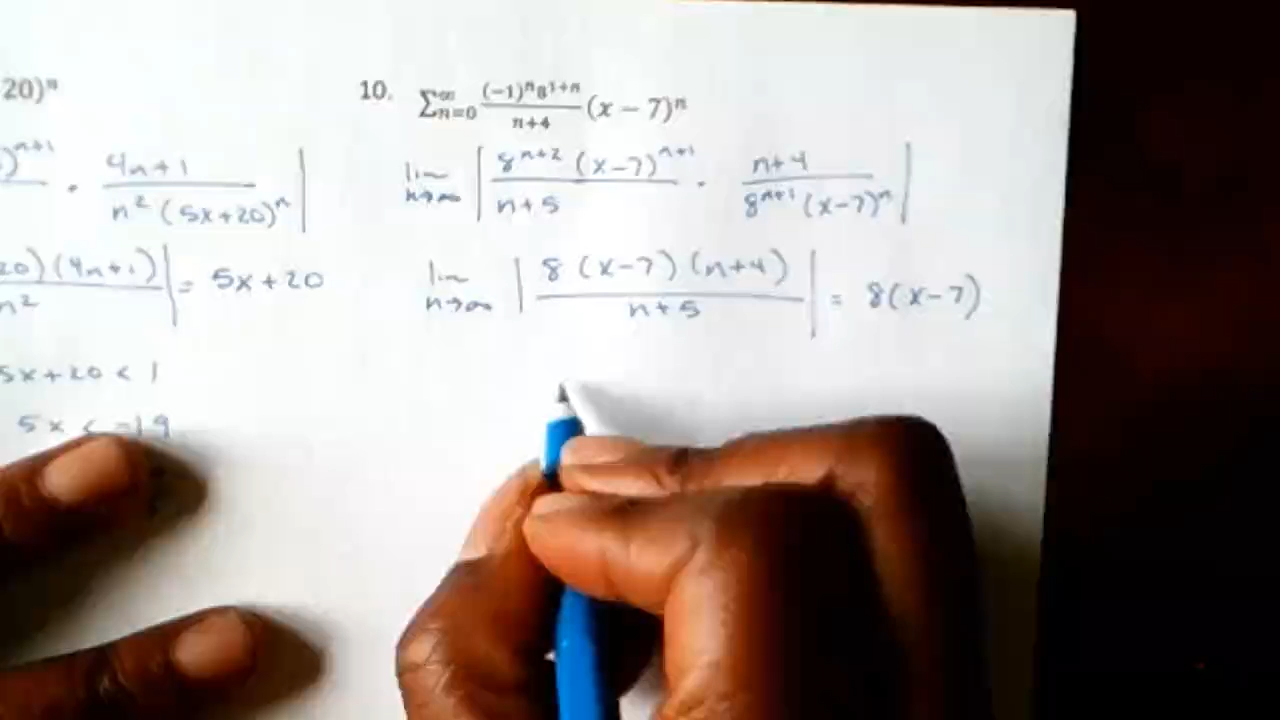 20)ⁿ
)ⁿ⁺¹ · 4n+1 / n² (5x+20)ⁿ |
20)(4n+1) / n² | = 5x+20
5x+20 < 1
5x < -19
10. ∑ₙ₌₀^∞ (−1)ⁿ8¹⁺ⁿ / n+4 (x − 7)ⁿ
lim n→∞ | 8ⁿ⁺² (x-7)ⁿ⁺¹ / n+5 · n+4 / 8ⁿ⁺¹ (x-7)ⁿ |
lim n→∞ | 8 (x-7) (n+4) / n+5 | = 8(x-7)